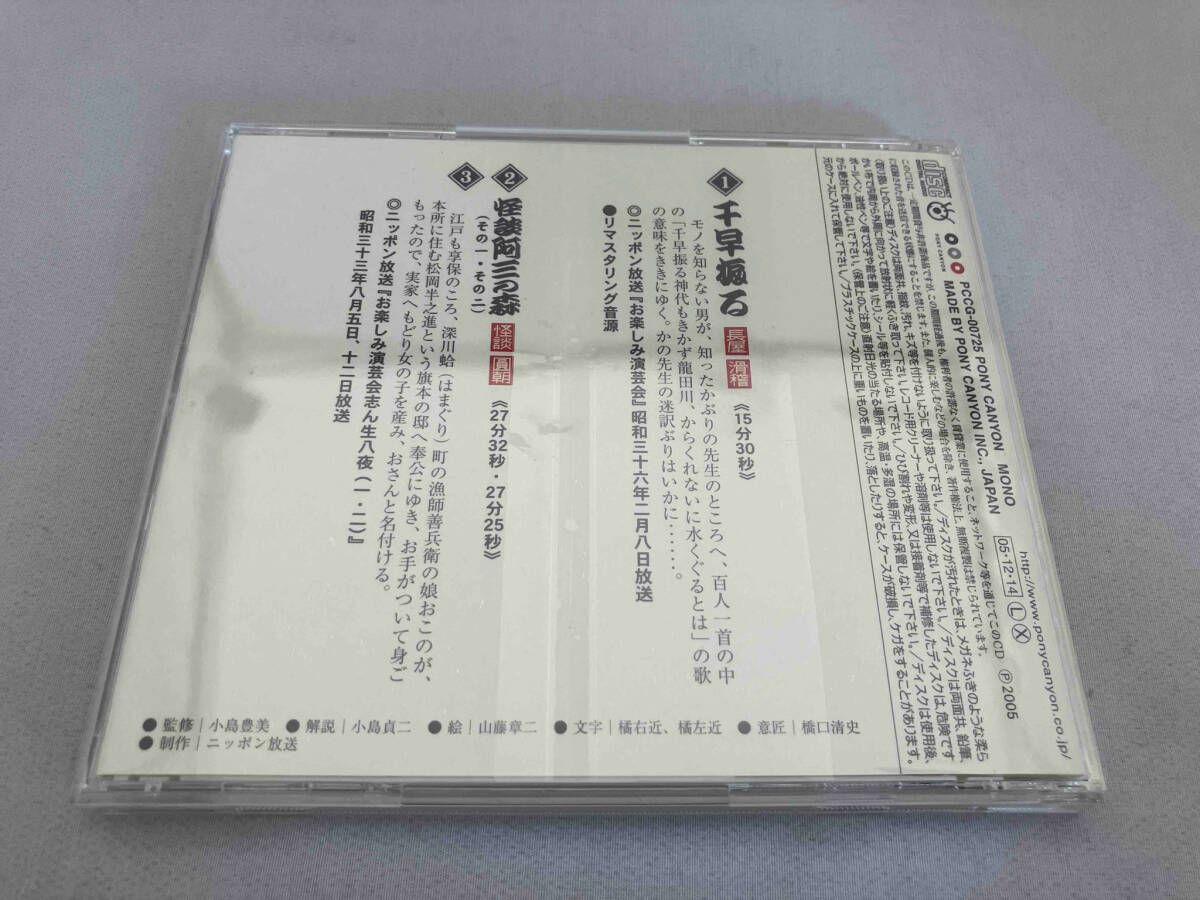 1 千早振る 長屋 滑稽 《15分30秒》
モノを知らない男が、知ったかぶりの先生のところへ、百人一首の中
の「千早振る神代もきかず龍田川、からくれないに水くぐるとは」の歌
の意味をききにゆく。かの先生の迷訳ぶりはいかに‥‥‥。
◎ニッポン放送『お楽しみ演芸会』昭和三十六年二月八日放送
●リマスタリング音源
2 怪談阿三の森 怪談 圓朝 《27分32秒・27分25秒》
3 (その一・その二)
江戸も享保のころ、深川蛤(はまぐり)町の漁師善兵衛の娘おこのが、
本所に住む松岡半之進という旗本の邸へ奉公にゆき、お手がついて身ご
もったので、実家へもどり女の子を産み、おさんと名付ける。
◎ニッポン放送『お楽しみ演芸会志ん生八夜(一・二)』
昭和三十三年八月五日、十二日放送
●監修|小島豊美 ●解説|小島貞二 ●絵|山藤章二 ●文字|橘右近、橘左近 ●意匠|橋口清史
●制作|ニッポン放送
disc
PONY CANYON
PCCG-00725 PONY CANYON MONO
MADE BY PONY CANYON INC., JAPAN
05・12・14 L X
http://www.ponycanyon.co.jp/
Ⓟ2005